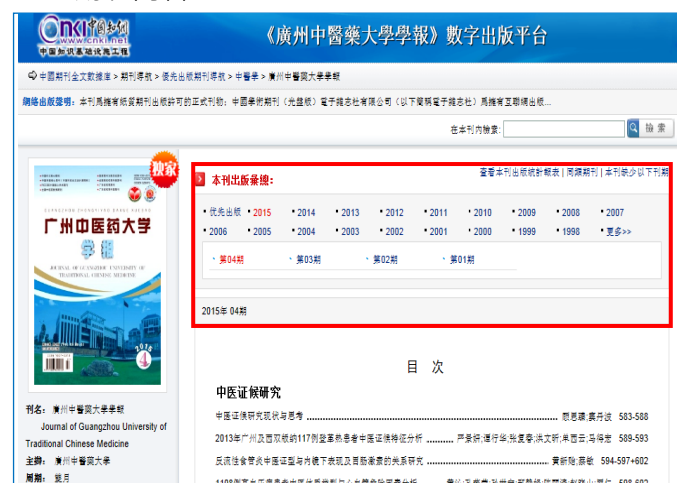 cnki 中国知网
www.cnki.net
中国知识基础设施工程
《廣州中醫藥大學學報》數字出版平台
中國期刊全文數據庫 > 期刊導航 > 優先出版期刊導航 > 中醫學 > 廣州中醫藥大學學報
網絡出版聲明: 本刊爲擁有紙質期刊出版許可的正式刊物; 中國學術期刊(光盤版)電子雜志社有限公司(以下簡稱電子雜志社)爲擁有互聯網出版...
在本刊内檢索:
檢 索
独家
本刊出版彙總:
查看本刊出版統計報表 | 同類期刊 | 本刊缺少以下刊期
优先出版 2015 2014 2013 2012 2011 2010 2009 2008 2007
2006 2005 2004 2003 2002 2001 2000 1999 1998 更多>>
第04期 第03期 第02期 第01期
2015年 04期
广州中医药大学
学报
JOURNAL OF GUANGZHOU UNIVERSITY OF
TRADITIONAL CHINESE MEDICINE
2015
4
目 次
中医证候研究
中医证候研究现状与思考 583-588
2013年广州及西双版纳117例登革热患者中医证候特征分析 589-593
反流性食管炎中医证型与内镜下表现及胃肠激素的关系研究 594-597+602
刊名: 廣州中醫藥大學學報
Journal of Guangzhou University of
Traditional Chinese Medicine
主辦: 廣州中醫藥大學
周期: 雙月